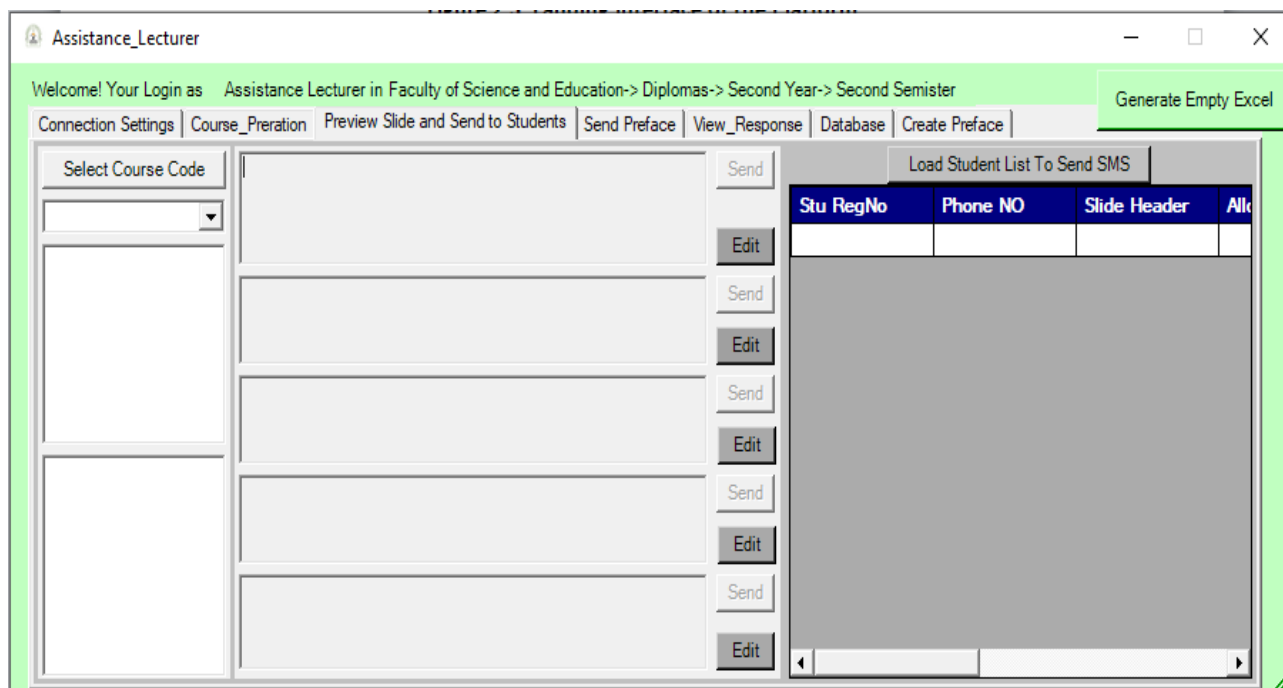 Assistance_Lecturer
Welcome! Your Login as Assistance Lecturer in Faculty of Science and Education-> Diplomas-> Second Year-> Second Semister
Generate Empty Excel
Connection Settings Course_Preration Preview Slide and Send to Students Send Preface View_Response Database Create Preface
Select Course Code
Send
Edit
Send
Edit
Send
Edit
Send
Edit
Send
Edit
Load Student List To Send SMS
Stu RegNo Phone NO Slide Header